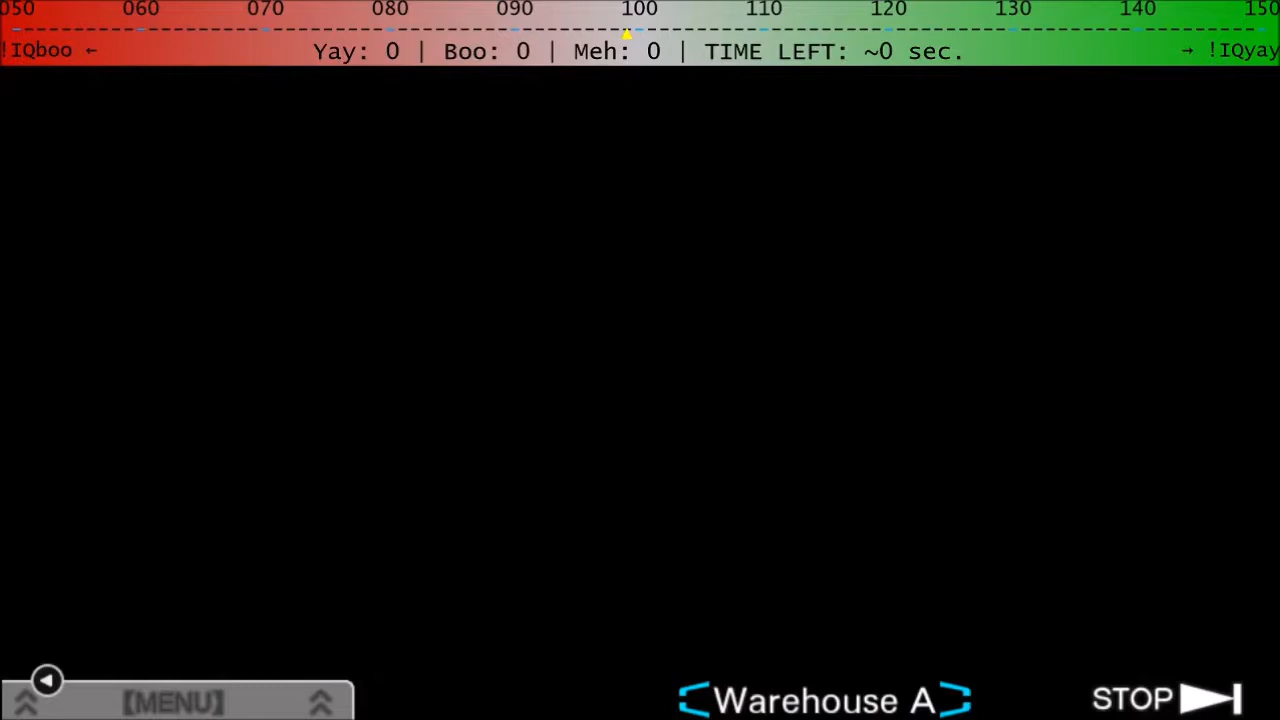 050 060 070 080 090 100 110 120 130 140 150
!IQboo ← Yay: 0 | Boo: 0 | Meh: 0 | TIME LEFT: ~0 sec. → !IQyay
【MENU】 Warehouse A STOP